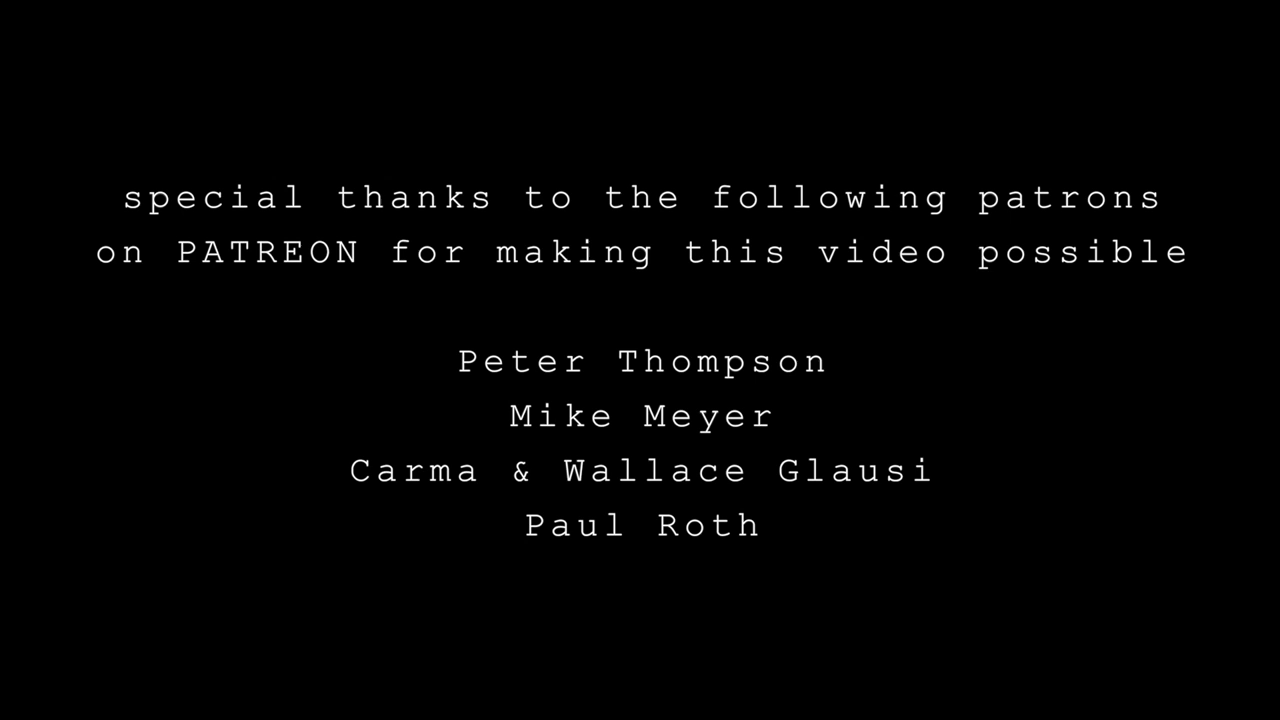 special thanks to the following patrons
on PATREON for making this video possible
Peter Thompson
Mike Meyer
Carma & Wallace Glausi
Paul Roth